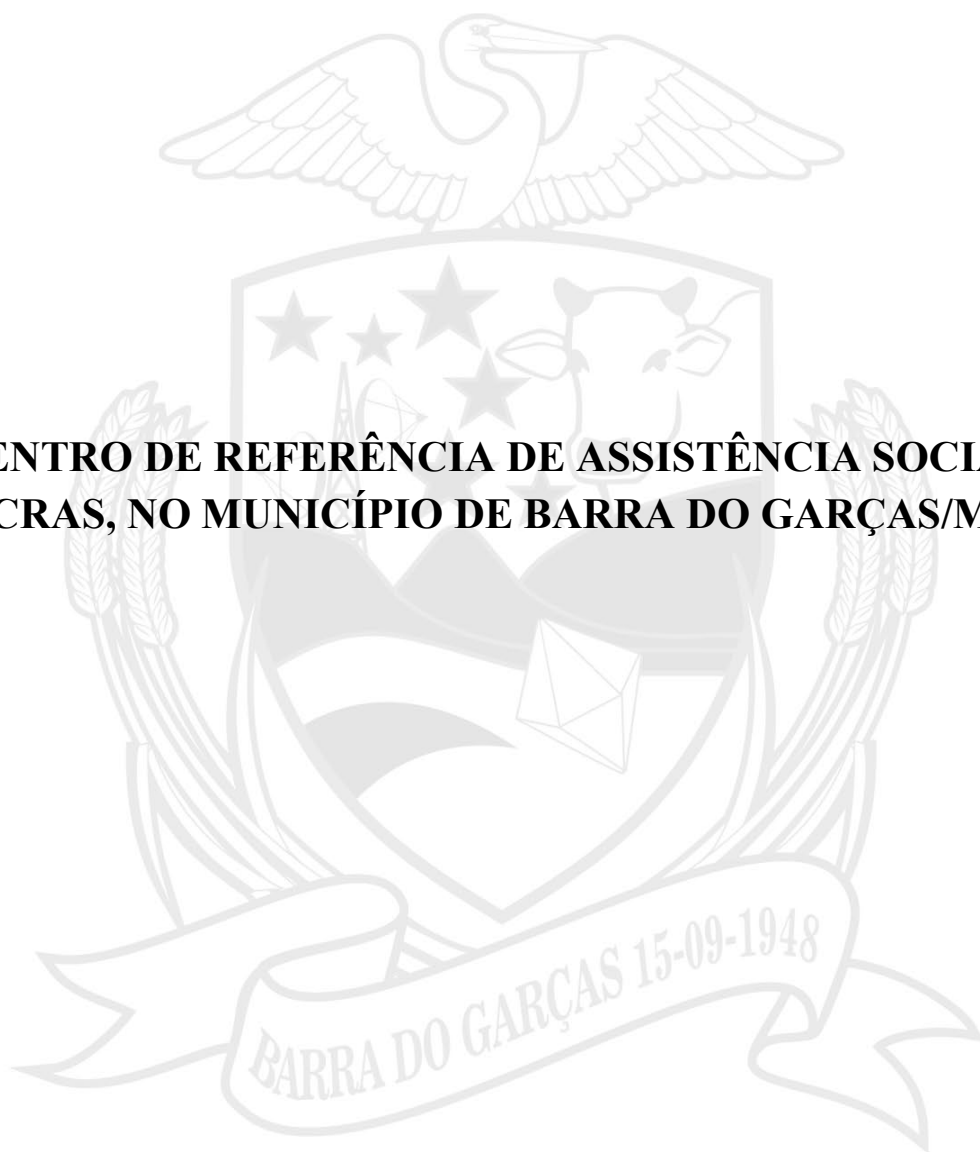 ENTRO DE REFERÊNCIA DE ASSISTÊNCIA SOCIA
CRAS, NO MUNICÍPIO DE BARRA DO GARÇAS/M
BARRA DO GARÇAS 15-09-1948